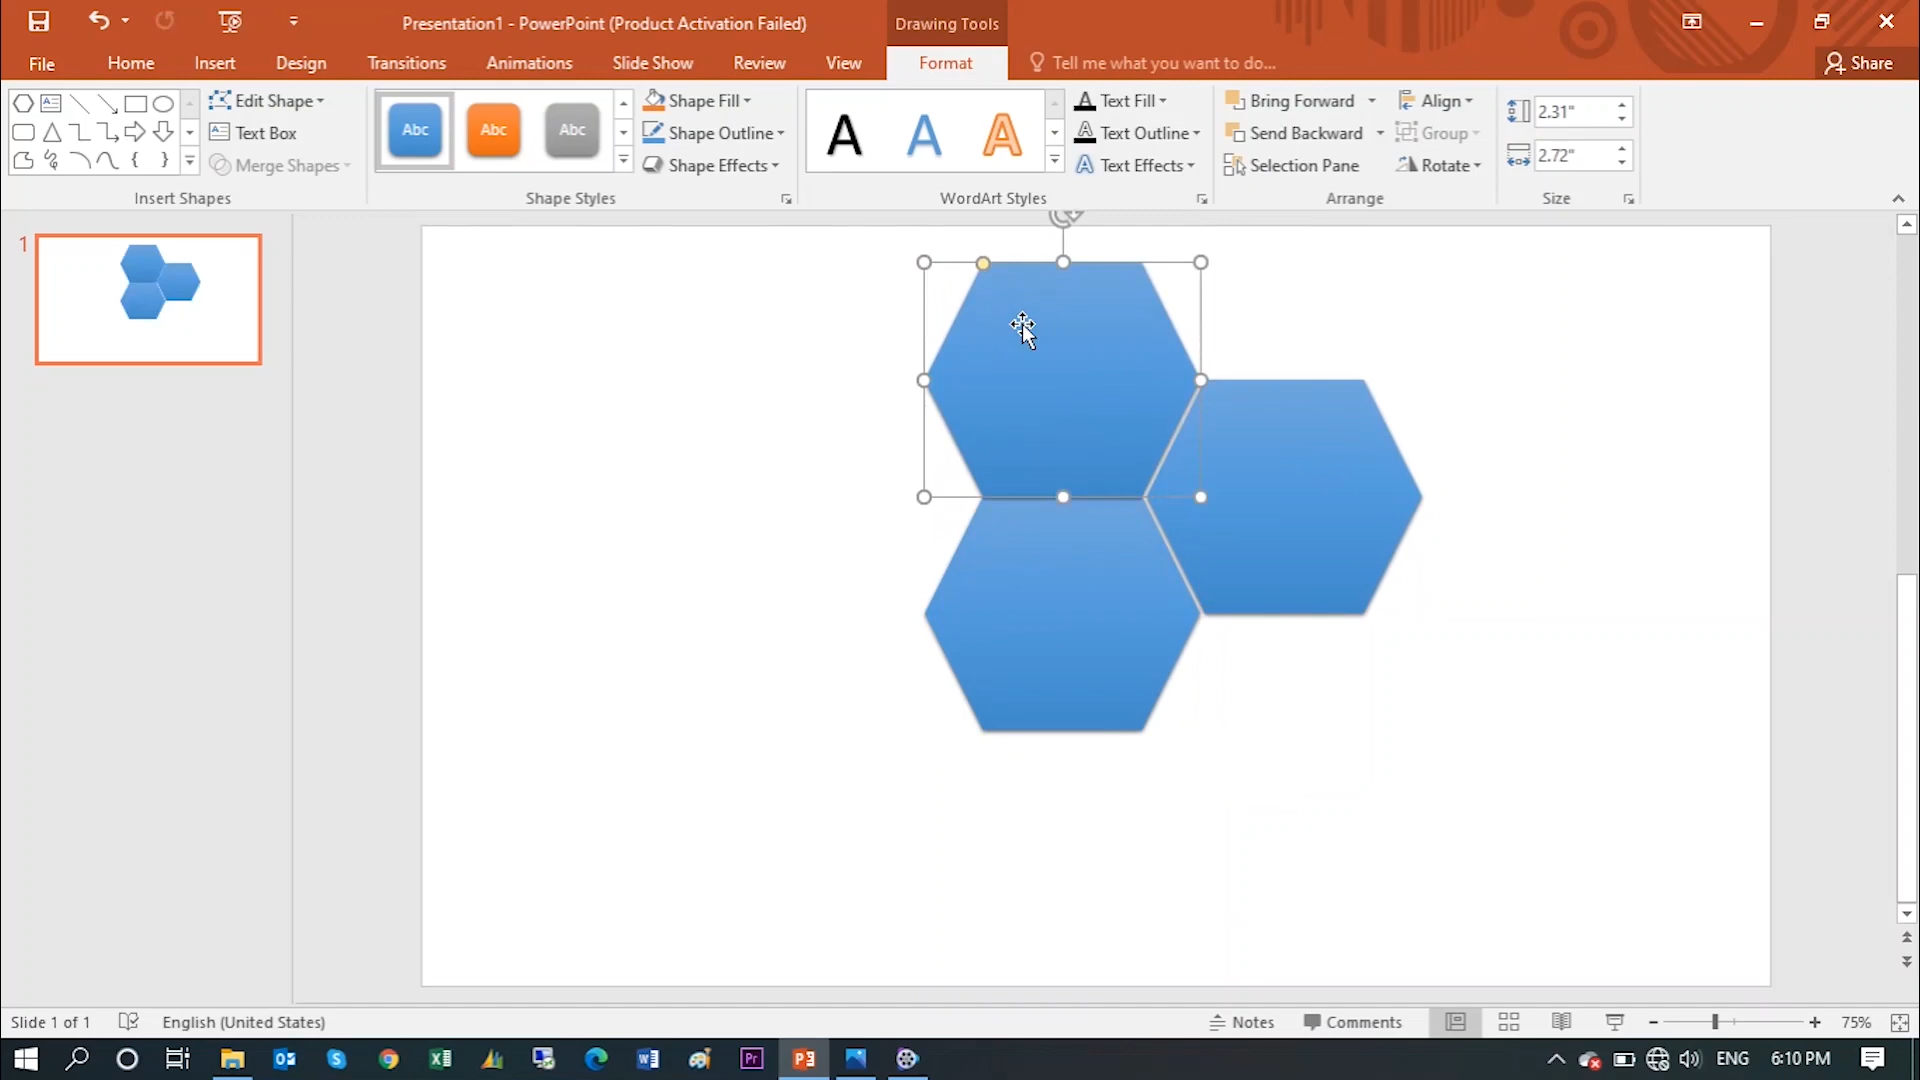 Presentation1 - PowerPoint (Product Activation Failed)
Drawing Tools
File
Home
Insert
Design
Transitions
Animations
Slide Show
Review
View
Format
Tell me what you want to do...
Share
Edit Shape
Text Box
Merge Shapes
Insert Shapes
Abc
Abc
Abc
Shape Fill
Shape Outline
Shape Effects
Shape Styles
A
A
A
Text Fill
Text Outline
Text Effects
WordArt Styles
Bring Forward
Send Backward
Selection Pane
Align
Group
Rotate
Arrange
2.31"
2.72"
Size
1
Slide 1 of 1
English (United States)
Notes
Comments
75%
ENG
6:10 PM